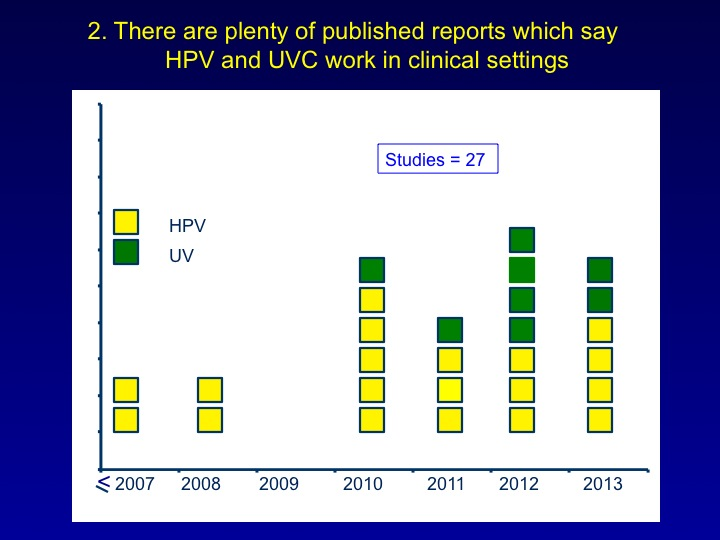 2. There are plenty of published reports which say
HPV and UVC work in clinical settings
Studies = 27
HPV
UV
≤ 2007 2008 2009 2010 2011 2012 2013